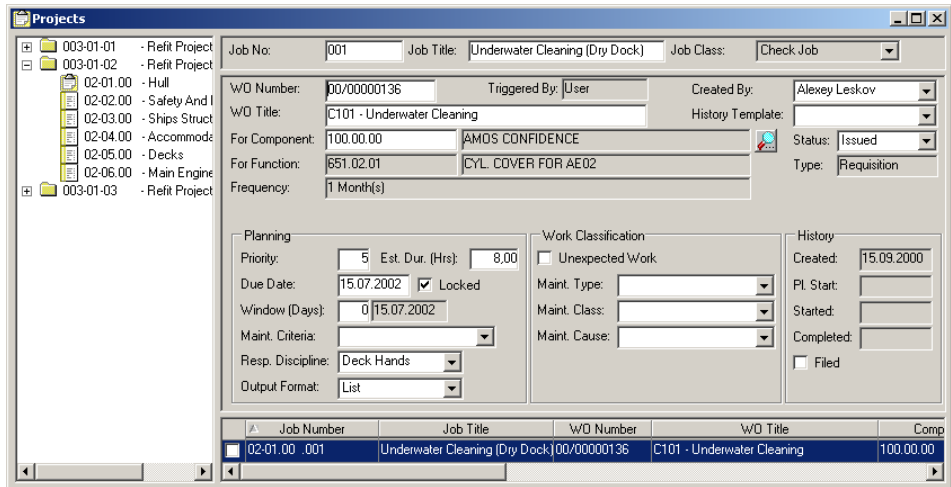 Projects
003-01-01 - Refit Project
003-01-02 - Refit Project
02-01.00 - Hull
02-02.00 - Safety And
02-03.00 - Ships Struct
02-04.00 - Accommoda
02-05.00 - Decks
02-06.00 - Main Engine
003-01-03 - Refit Project
Job No: 001 Job Title: Underwater Cleaning (Dry Dock) Job Class: Check Job
WO Number: 00/00000136 Triggered By: User Created By: Alexey Leskov
WO Title: C101 - Underwater Cleaning History Template:
For Component: 100.00.00 AMOS CONFIDENCE Status: Issued
For Function: 651.02.01 CYL. COVER FOR AE02 Type: Requisition
Frequency: 1 Month(s)
Planning
Priority: 5 Est. Dur. (Hrs): 8,00
Due Date: 15.07.2002 Locked
Window (Days): 0 15.07.2002
Maint. Criteria:
Resp. Discipline: Deck Hands
Output Format: List
Work Classification
Unexpected Work
Maint. Type:
Maint. Class:
Maint. Cause:
History
Created: 15.09.2000
Pl. Start:
Started:
Completed:
Filed
Job Number Job Title WO Number WO Title Comp
02-01.00 .001 Underwater Cleaning (Dry Dock) 00/00000136 C101 - Underwater Cleaning 100.00.00